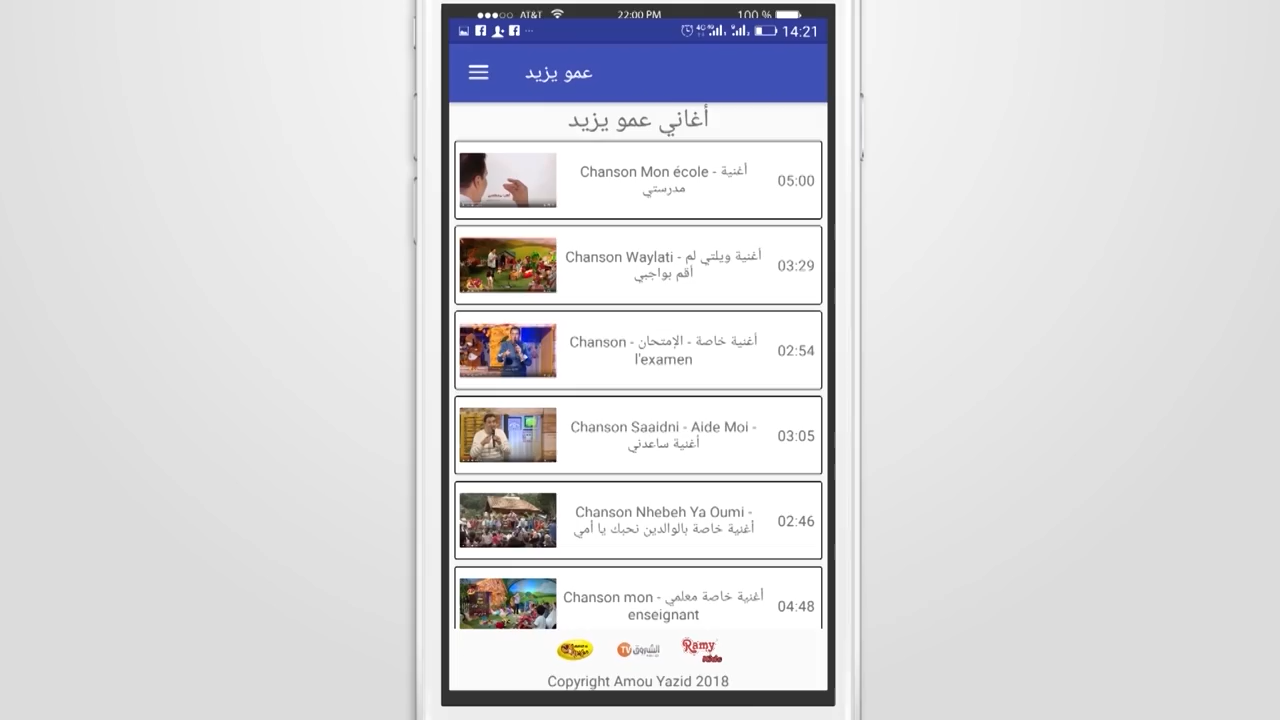 AT&T 22:00 PM 100 %
4G 14:21
عمو يزيد
أغاني عمو يزيد
Chanson Mon école - أغنية
مدرستي
05:00
Chanson Waylati - أغنية ويلتي لم
أقم بواجبي
03:29
Chanson - أغنية خاصة - الإمتحان
l'examen
02:54
Chanson Saaidni - Aide Moi -
أغنية ساعدني
03:05
Chanson Nhebeh Ya Oumi -
أغنية خاصة بالوالدين نحبك يا أمي
02:46
Chanson mon - أغنية خاصة معلمي
enseignant
04:48
TV الشروق Ramy
Copyright Amou Yazid 2018